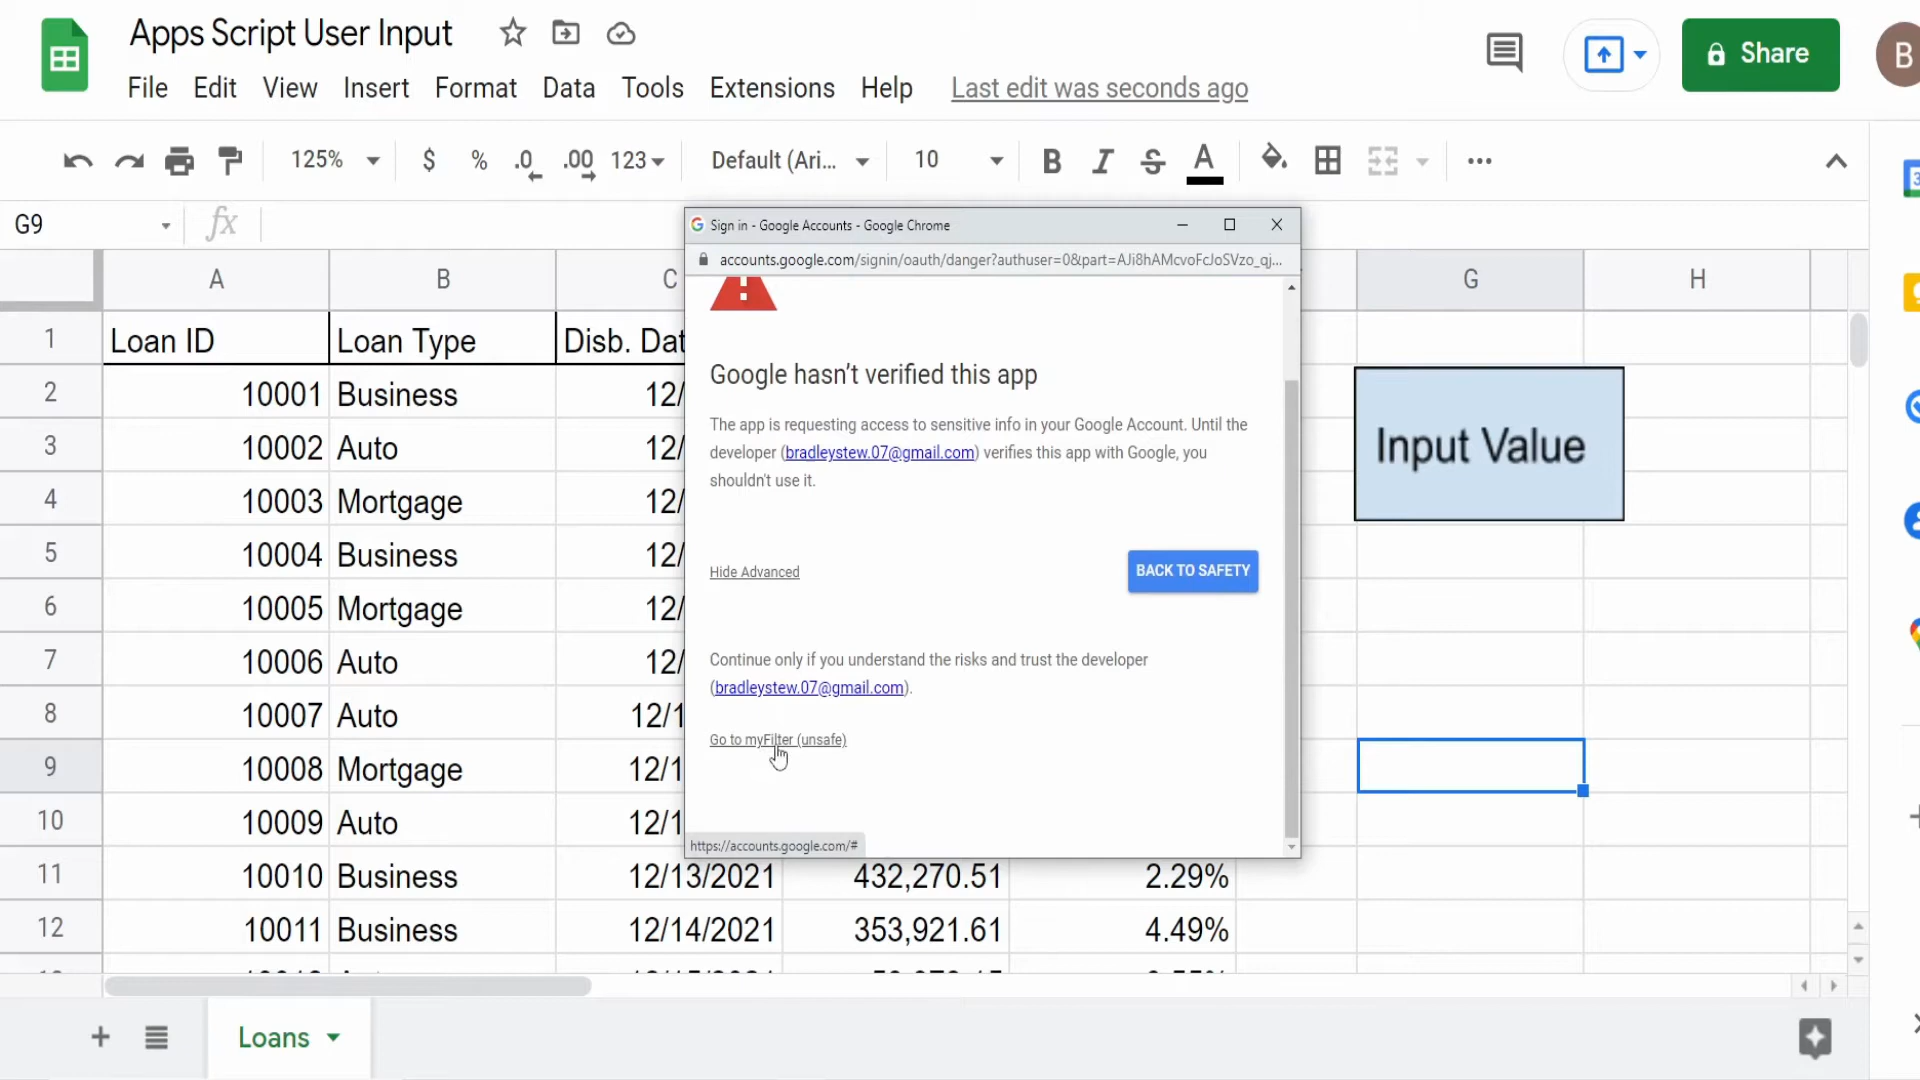 Apps Script User Input
File Edit View Insert Format Data Tools Extensions Help Last edit was seconds ago
Share
B
125% $ % .0 .00 123 Default (Ari... 10 B I S A ...
G9 fx
Sign in - Google Accounts - Google Chrome
accounts.google.com/signin/oauth/danger?authuser=0&part=AJi8hAMcvoFcJoSVzo_qj...
A B C G H
1 Loan ID Loan Type Disb. Dat
2 10001 Business 12/
3 10002 Auto 12/
4 10003 Mortgage 12/
5 10004 Business 12/
6 10005 Mortgage 12/
7 10006 Auto 12/
8 10007 Auto 12/1
9 10008 Mortgage 12/1
10 10009 Auto 12/1
11 10010 Business 12/13/2021 432,270.51 2.29%
12 10011 Business 12/14/2021 353,921.61 4.49%
Google hasn't verified this app
The app is requesting access to sensitive info in your Google Account. Until the
developer (bradleystew.07@gmail.com) verifies this app with Google, you
shouldn't use it.
Hide Advanced
BACK TO SAFETY
Continue only if you understand the risks and trust the developer
(bradleystew.07@gmail.com).
Go to myFilter (unsafe)
https://accounts.google.com/#
Input Value
Loans